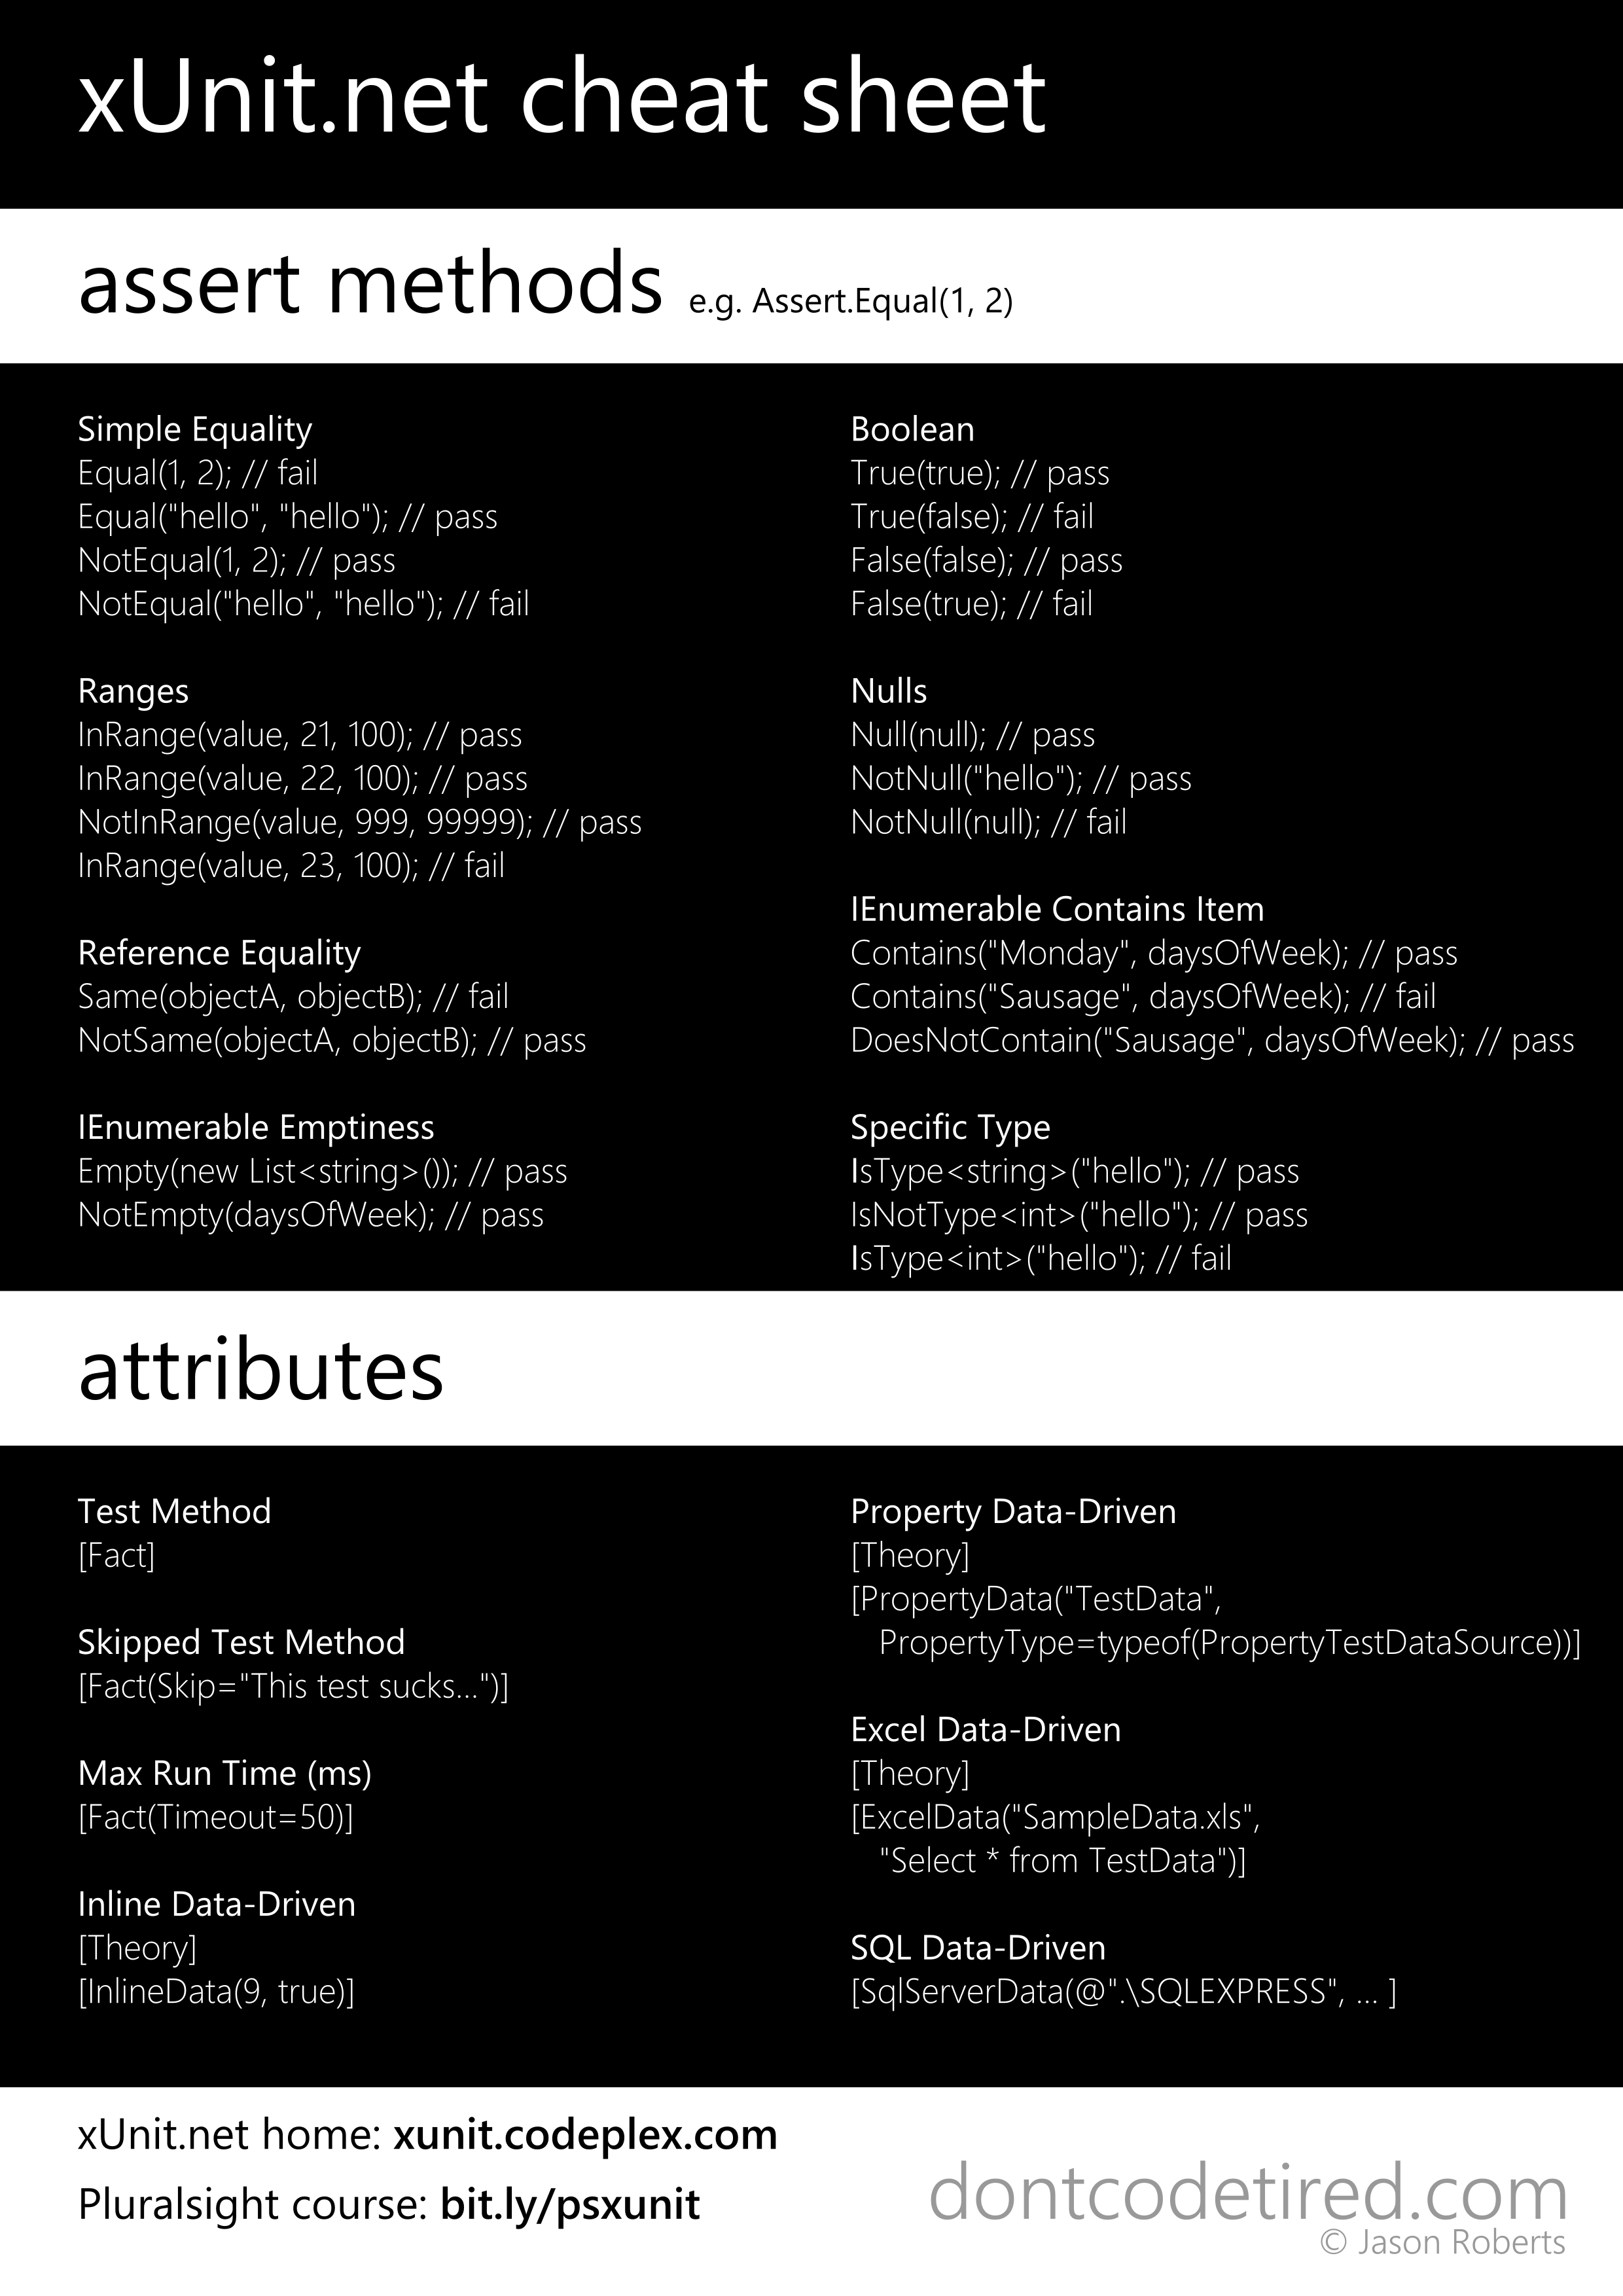 xUnit.net cheat sheet
assert methods e.g. Assert.Equal(1, 2)
Simple Equality
Equal(1, 2); // fail
Equal("hello", "hello"); // pass
NotEqual(1, 2); // pass
NotEqual("hello", "hello"); // fail
Ranges
InRange(value, 21, 100); // pass
InRange(value, 22, 100); // pass
NotInRange(value, 999, 99999); // pass
InRange(value, 23, 100); // fail
Reference Equality
Same(objectA, objectB); // fail
NotSame(objectA, objectB); // pass
IEnumerable Emptiness
Empty(new List<string>()); // pass
NotEmpty(daysOfWeek); // pass
Boolean
True(true); // pass
True(false); // fail
False(false); // pass
False(true); // fail
Nulls
Null(null); // pass
NotNull("hello"); // pass
NotNull(null); // fail
IEnumerable Contains Item
Contains("Monday", daysOfWeek); // pass
Contains("Sausage", daysOfWeek); // fail
DoesNotContain("Sausage", daysOfWeek); // pass
Specific Type
IsType<string>("hello"); // pass
IsNotType<int>("hello"); // pass
IsType<int>("hello"); // fail
attributes
Test Method
[Fact]
Skipped Test Method
[Fact(Skip="This test sucks...")]
Max Run Time (ms)
[Fact(Timeout=50)]
Inline Data-Driven
[Theory]
[InlineData(9, true)]
Property Data-Driven
[Theory]
[PropertyData("TestData",
PropertyType=typeof(PropertyTestDataSource))]
Excel Data-Driven
[Theory]
[ExcelData("SampleData.xls",
"Select * from TestData")]
SQL Data-Driven
[SqlServerData(@".\SQLEXPRESS", ... ]
xUnit.net home: xunit.codeplex.com
Pluralsight course: bit.ly/psxunit
dontcodetired.com
© Jason Roberts